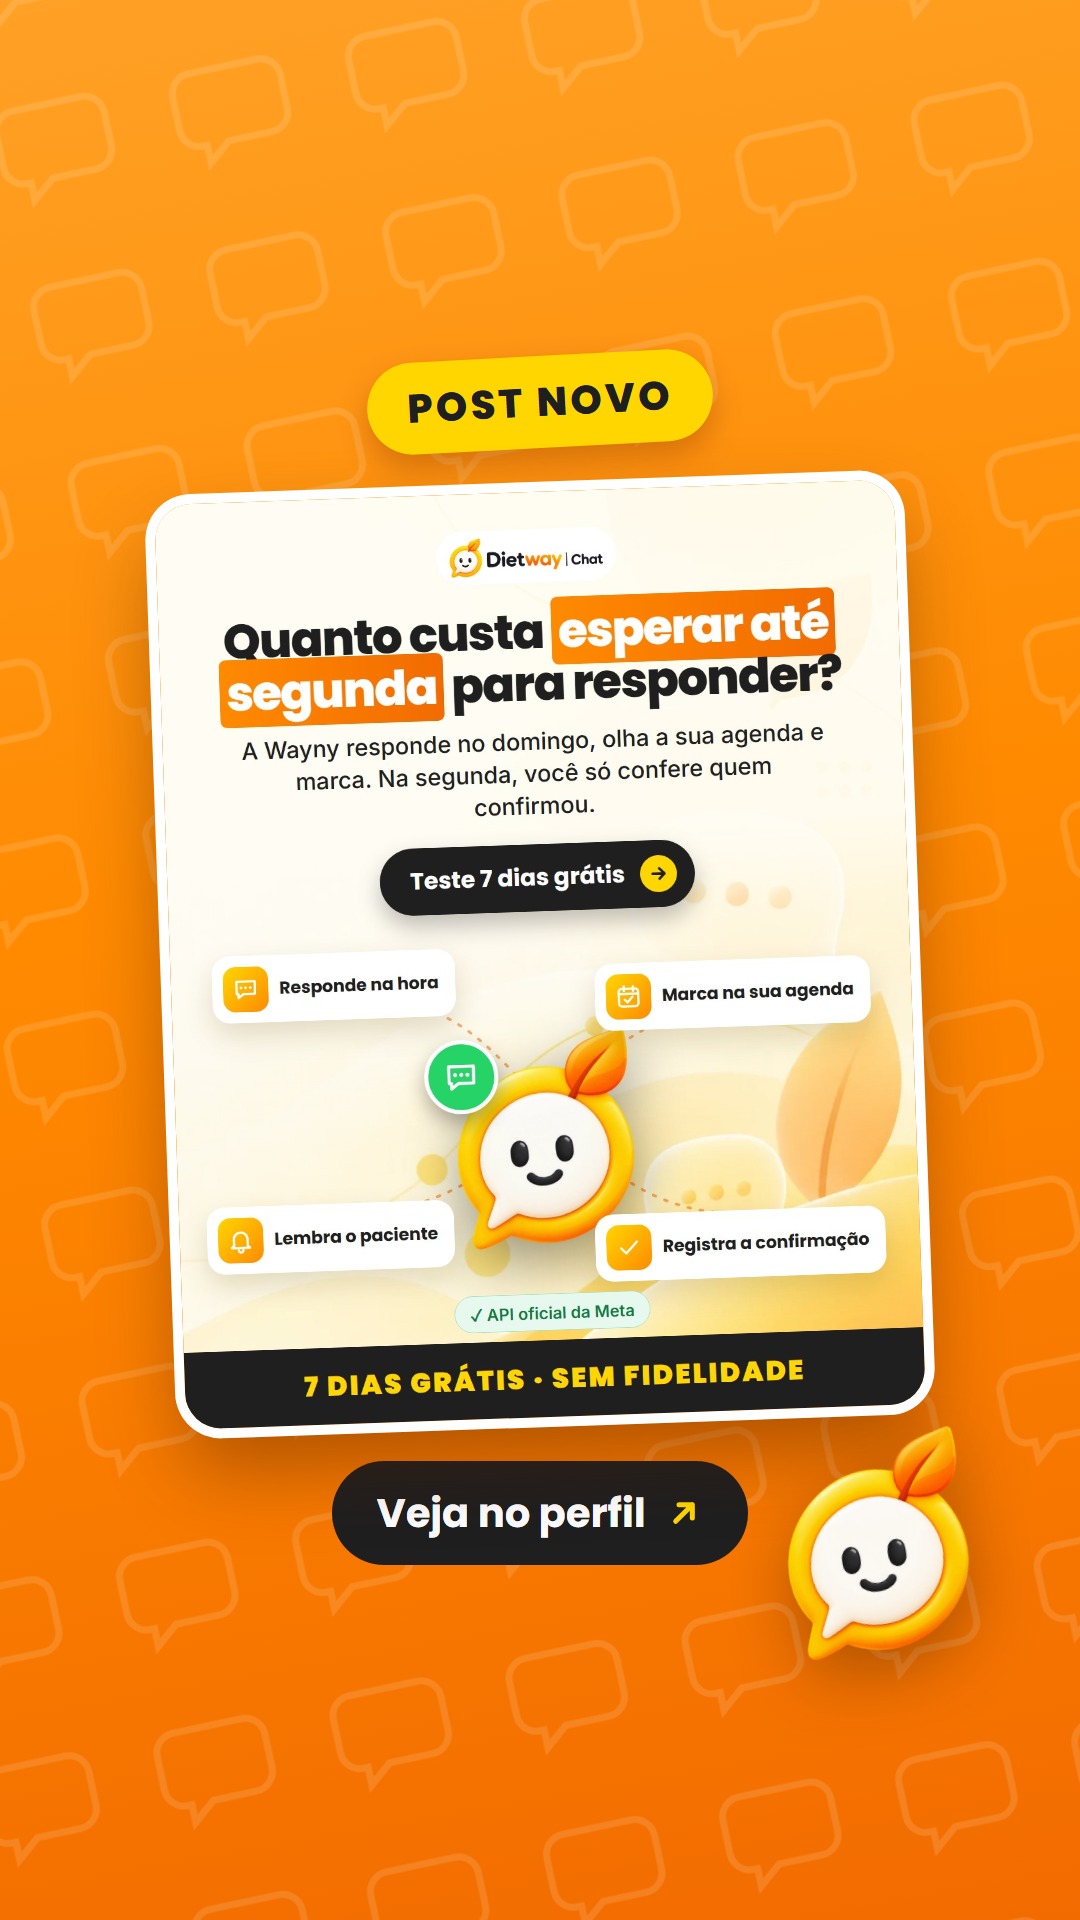 POST NOVO
Dietway | Chat
Quanto custa esperar até
segunda para responder?
A Wayny responde no domingo, olha a sua agenda e
marca. Na segunda, você só confere quem
confirmou.
Teste 7 dias grátis
Responde na hora
Marca na sua agenda
Lembra o paciente
Registra a confirmação
✓ API oficial da Meta
7 DIAS GRÁTIS · SEM FIDELIDADE
Veja no perfil